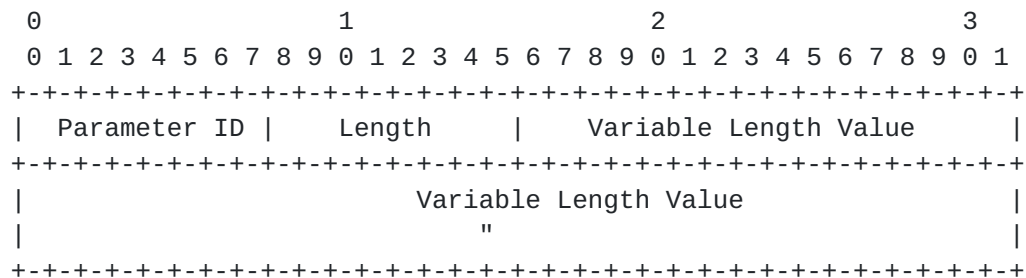 0                   1                   2                   3
 0 1 2 3 4 5 6 7 8 9 0 1 2 3 4 5 6 7 8 9 0 1 2 3 4 5 6 7 8 9 0 1
+-+-+-+-+-+-+-+-+-+-+-+-+-+-+-+-+-+-+-+-+-+-+-+-+-+-+-+-+-+-+-+-+
|  Parameter ID |    Length     |    Variable Length Value      |
+-+-+-+-+-+-+-+-+-+-+-+-+-+-+-+-+-+-+-+-+-+-+-+-+-+-+-+-+-+-+-+-+
|                         Variable Length Value                 |
|                             "                                 |
+-+-+-+-+-+-+-+-+-+-+-+-+-+-+-+-+-+-+-+-+-+-+-+-+-+-+-+-+-+-+-+-+